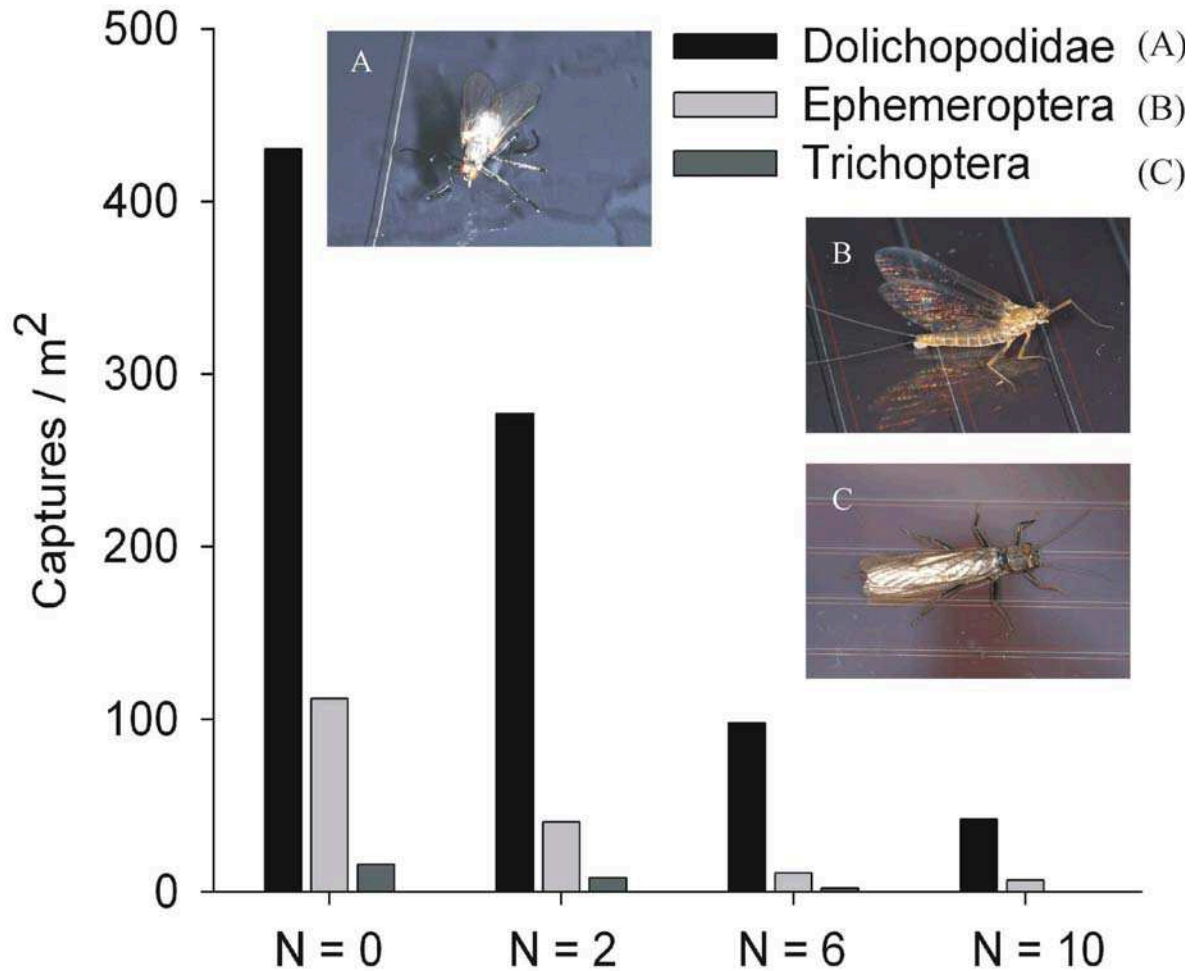 500
400
300
200
100
0
Captures / m²
Dolichopodidae (A)
Ephemeroptera (B)
Trichoptera (C)
A
B
C
N = 0
N = 2
N = 6
N = 10